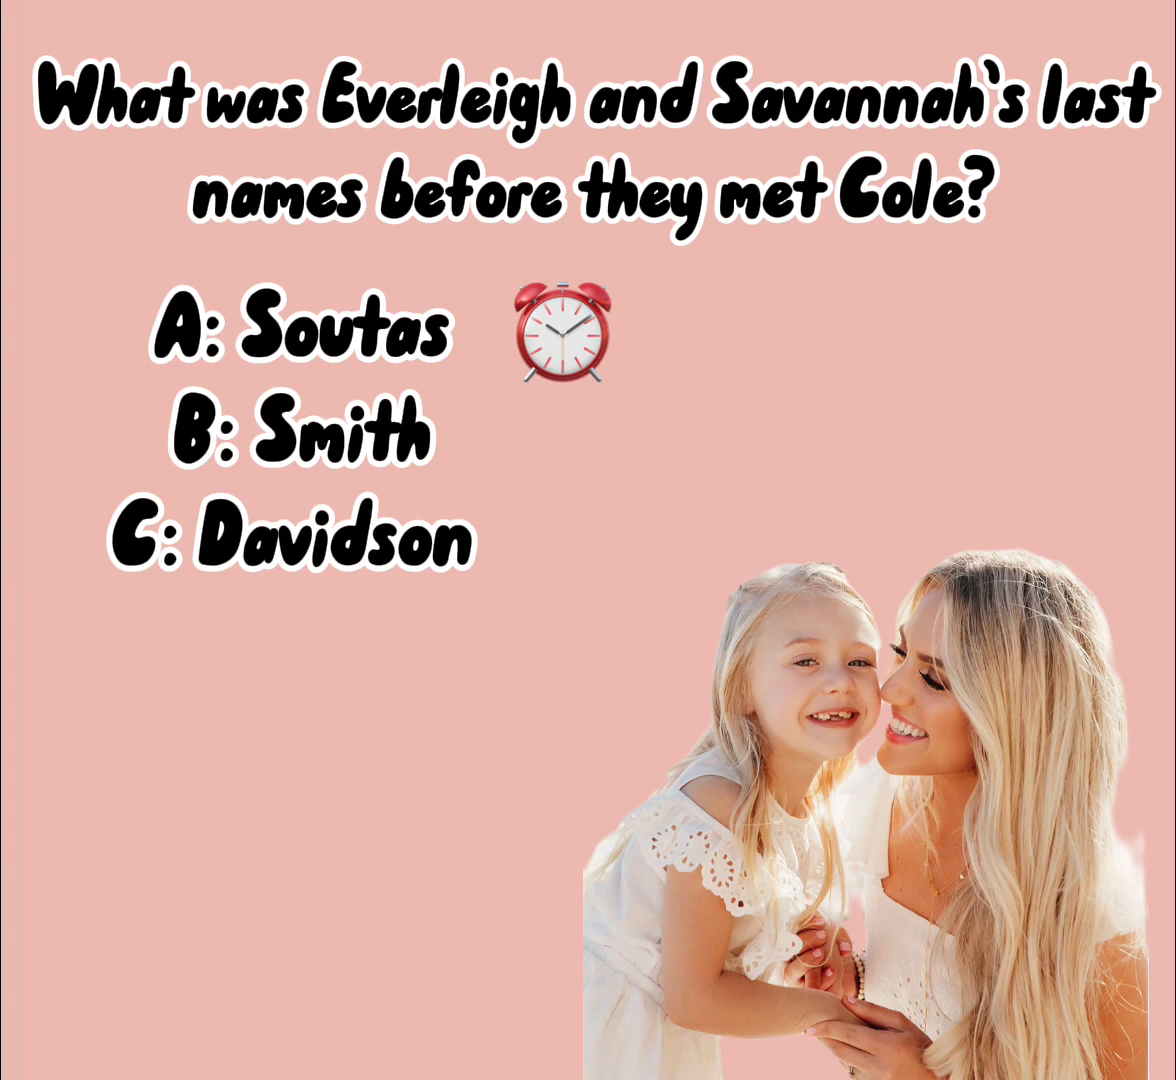 What was Everleigh and Savannah's last
names before they met Cole?
A: Soutas
B: Smith
C: Davidson